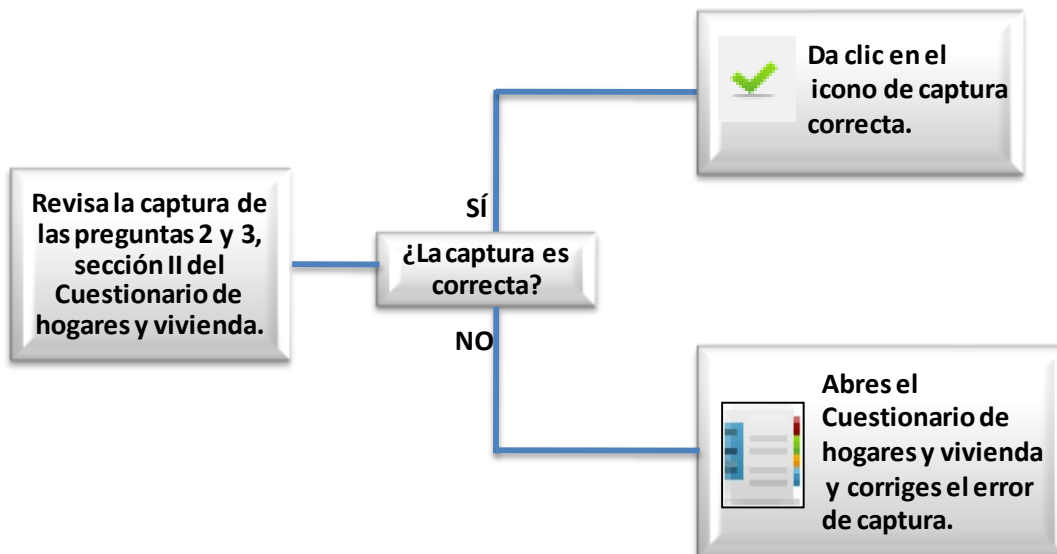 Revisa la captura de
las preguntas 2 y 3,
sección II del
Cuestionario de
hogares y vivienda.
¿La captura es
correcta?
SÍ
Da clic en el
icono de captura
correcta.
NO
Abres el
Cuestionario de
hogares y vivienda
y corriges el error
de captura.